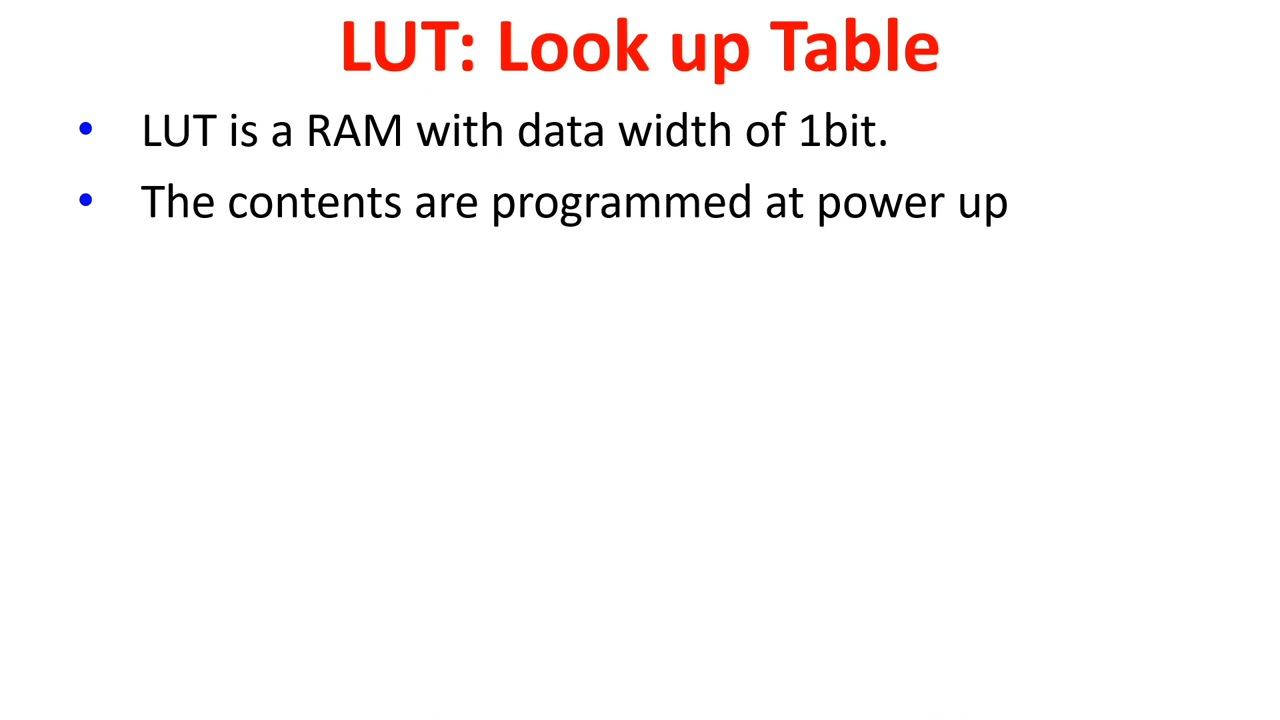 LUT: Look up Table
• LUT is a RAM with data width of 1bit.
• The contents are programmed at power up